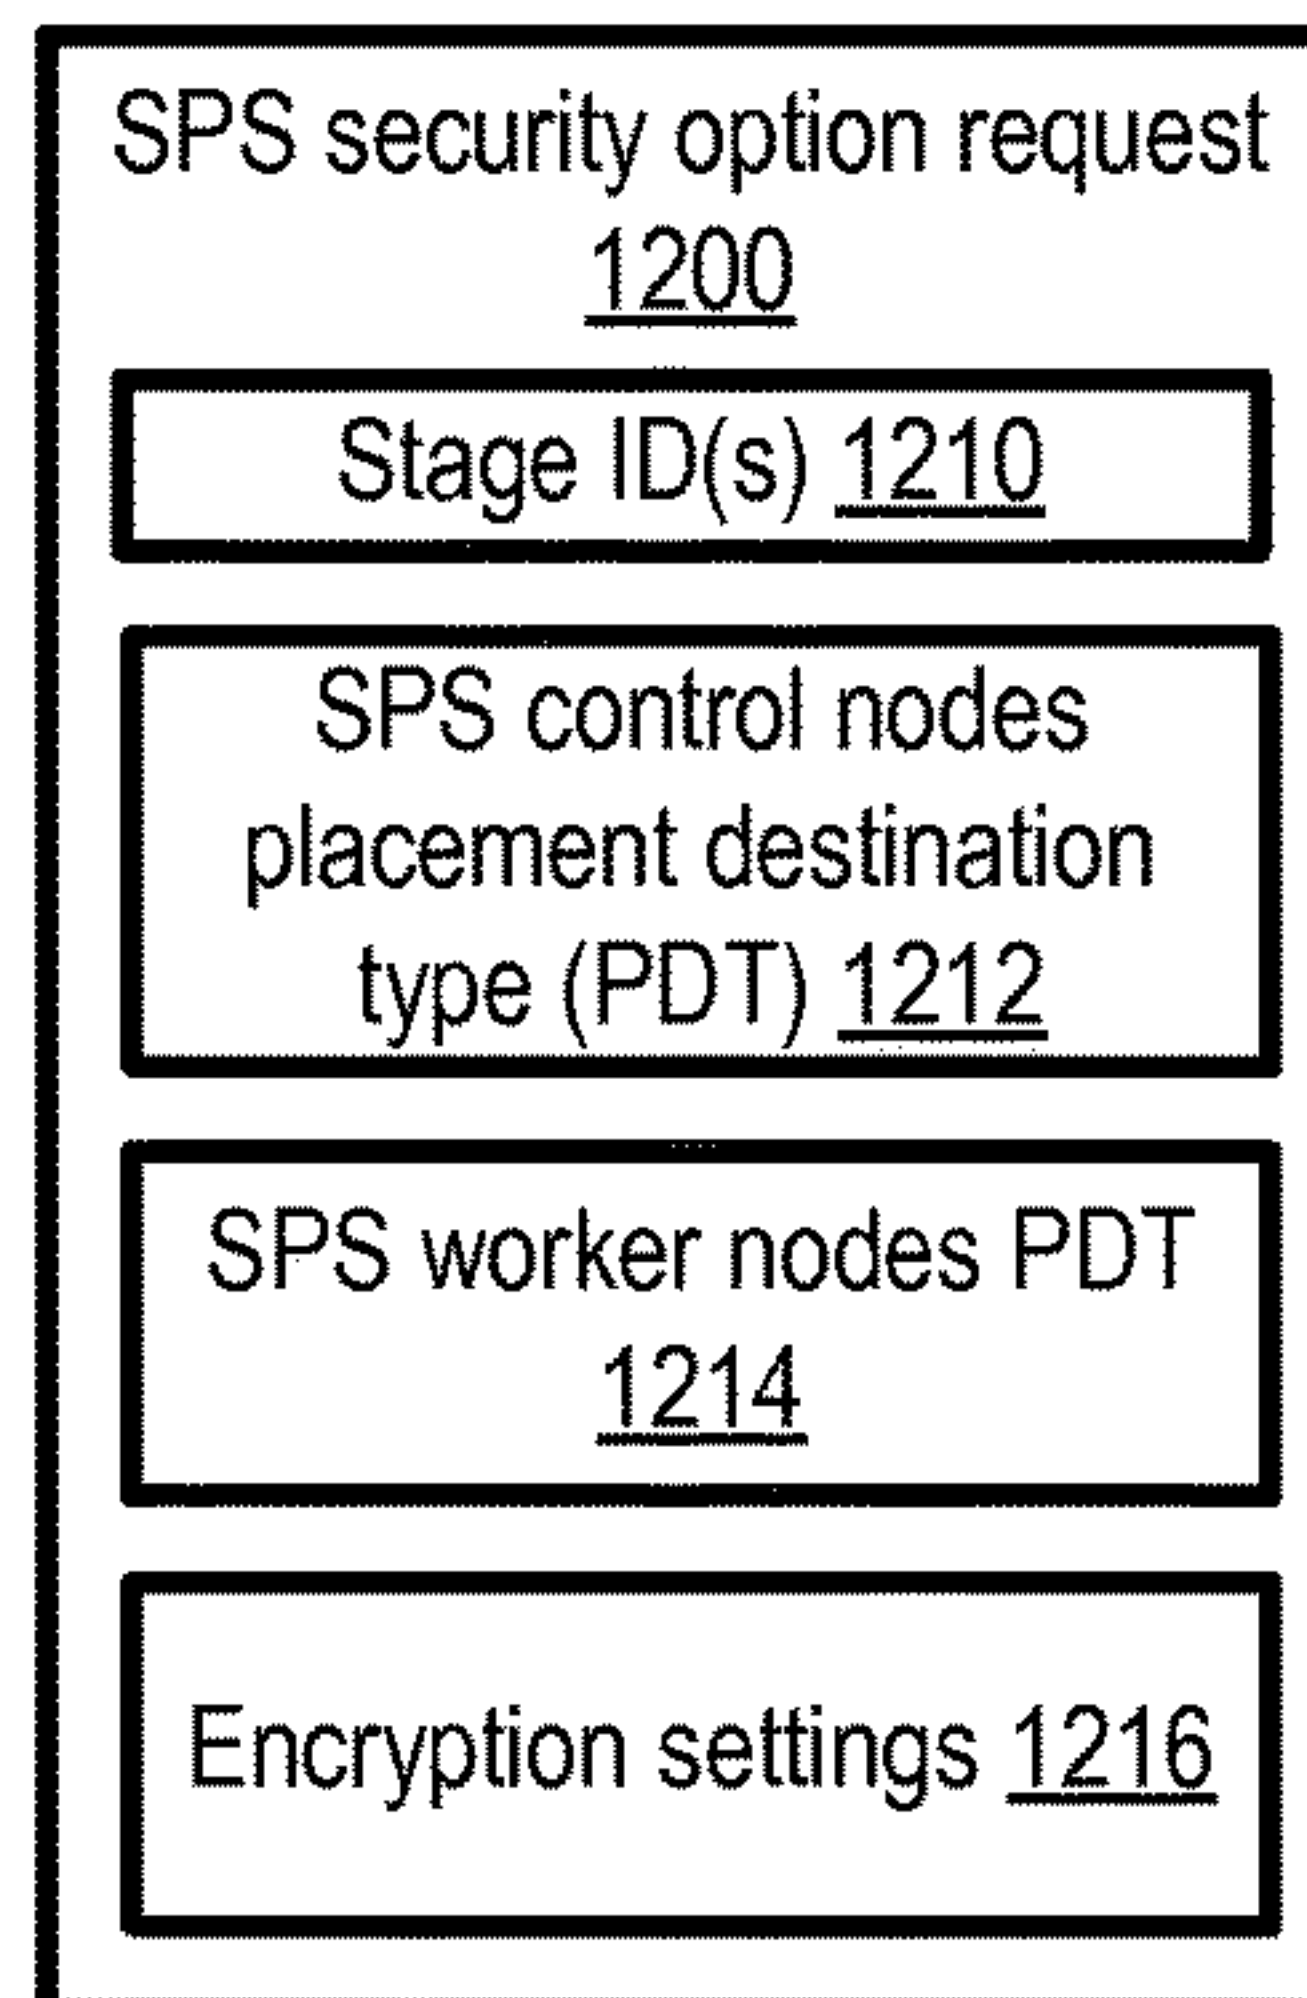 SPS security option request
1200
Stage ID(s) 1210
SPS control nodes
placement destination
type (PDT) 1212
SPS worker nodes PDT
1214
Encryption settings 1216